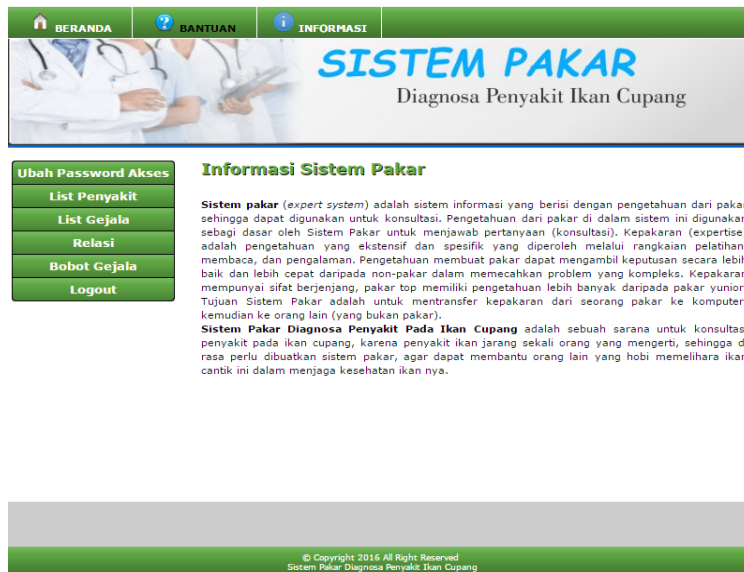 BERANDA BANTUAN INFORMASI
SISTEM PAKAR
Diagnosa Penyakit Ikan Cupang
Ubah Password Akses
List Penyakit
List Gejala
Relasi
Bobot Gejala
Logout
Informasi Sistem Pakar
Sistem pakar (expert system) adalah sistem informasi yang berisi dengan pengetahuan dari pakar
sehingga dapat digunakan untuk konsultasi. Pengetahuan dari pakar di dalam sistem ini digunakan
sebagi dasar oleh Sistem Pakar untuk menjawab pertanyaan (konsultasi). Kepakaran (expertise)
adalah pengetahuan yang ekstensif dan spesifik yang diperoleh melalui rangkaian pelatihan,
membaca, dan pengalaman. Pengetahuan membuat pakar dapat mengambil keputusan secara lebih
baik dan lebih cepat daripada non-pakar dalam memecahkan problem yang kompleks. Kepakaran
mempunyai sifat berjenjang, pakar top memiliki pengetahuan lebih banyak daripada pakar yunior.
Tujuan Sistem Pakar adalah untuk mentransfer kepakaran dari seorang pakar ke komputer,
kemudian ke orang lain (yang bukan pakar).
Sistem Pakar Diagnosa Penyakit Pada Ikan Cupang adalah sebuah sarana untuk konsultasi
penyakit pada ikan cupang, karena penyakit ikan jarang sekali orang yang mengerti, sehingga d
rasa perlu dibuatkan sistem pakar, agar dapat membantu orang lain yang hobi memelihara ikan
cantik ini dalam menjaga kesehatan ikan nya.
© Copyright 2016 All Right Reserved
Sistem Pakar Diagnosa Penyakit Ikan Cupang